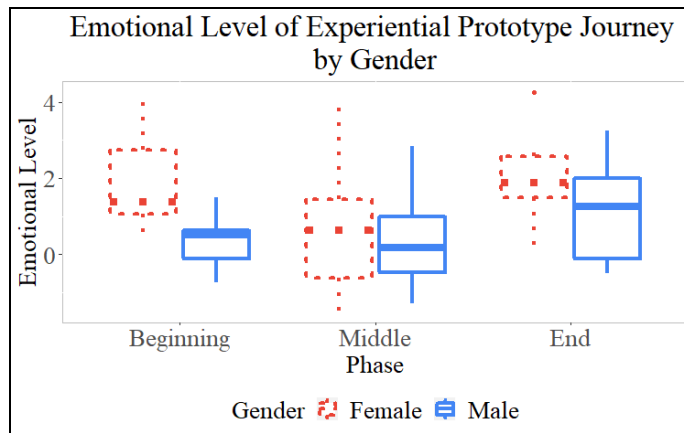 Emotional Level of Experiential Prototype Journey
by Gender
Emotional Level
4
2
0
Beginning
Middle
End
Phase
Gender
Female
Male